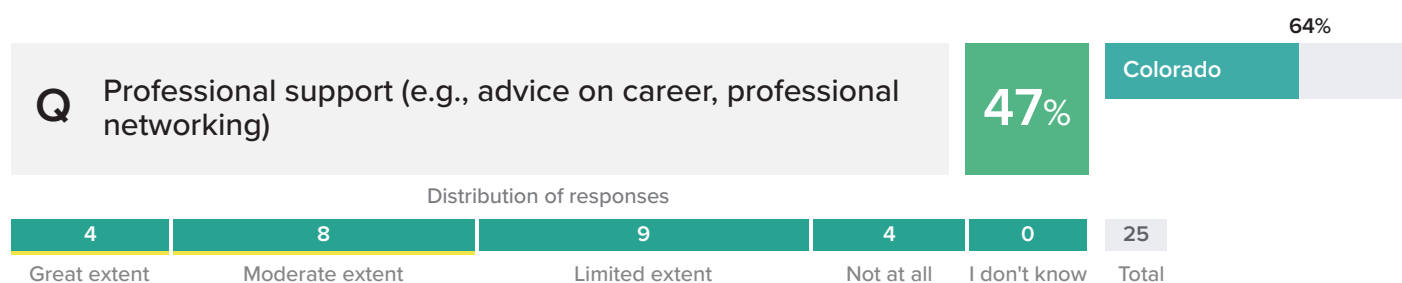 64%
Q Professional support (e.g., advice on career, professional
networking)
47%
Colorado
Distribution of responses
4 8 9 4 0 25
Great extent Moderate extent Limited extent Not at all I don't know Total